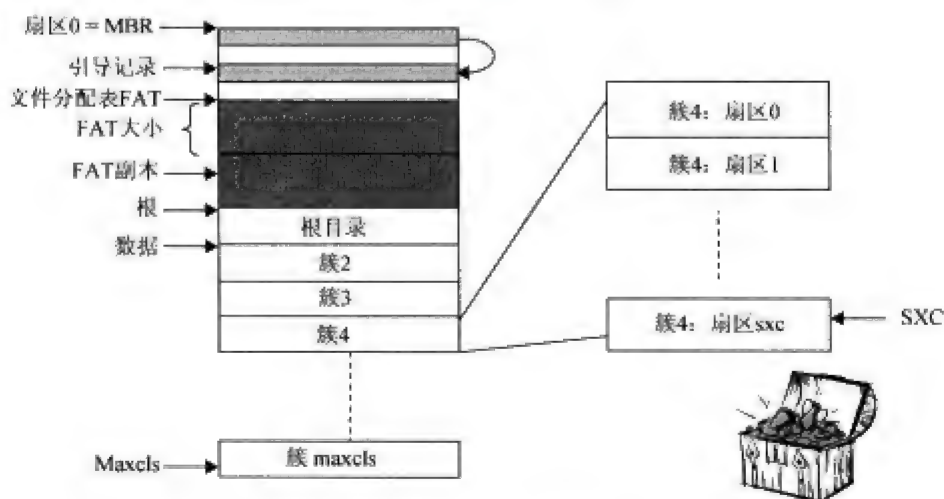 扇区0 = MBR
引导记录
文件分配表FAT
FAT大小
FAT副本
根
根目录
数据
簇2
簇3
簇4
Maxcls
簇 maxcls
簇4：扇区0
簇4：扇区1
簇4：扇区sxc
SXC